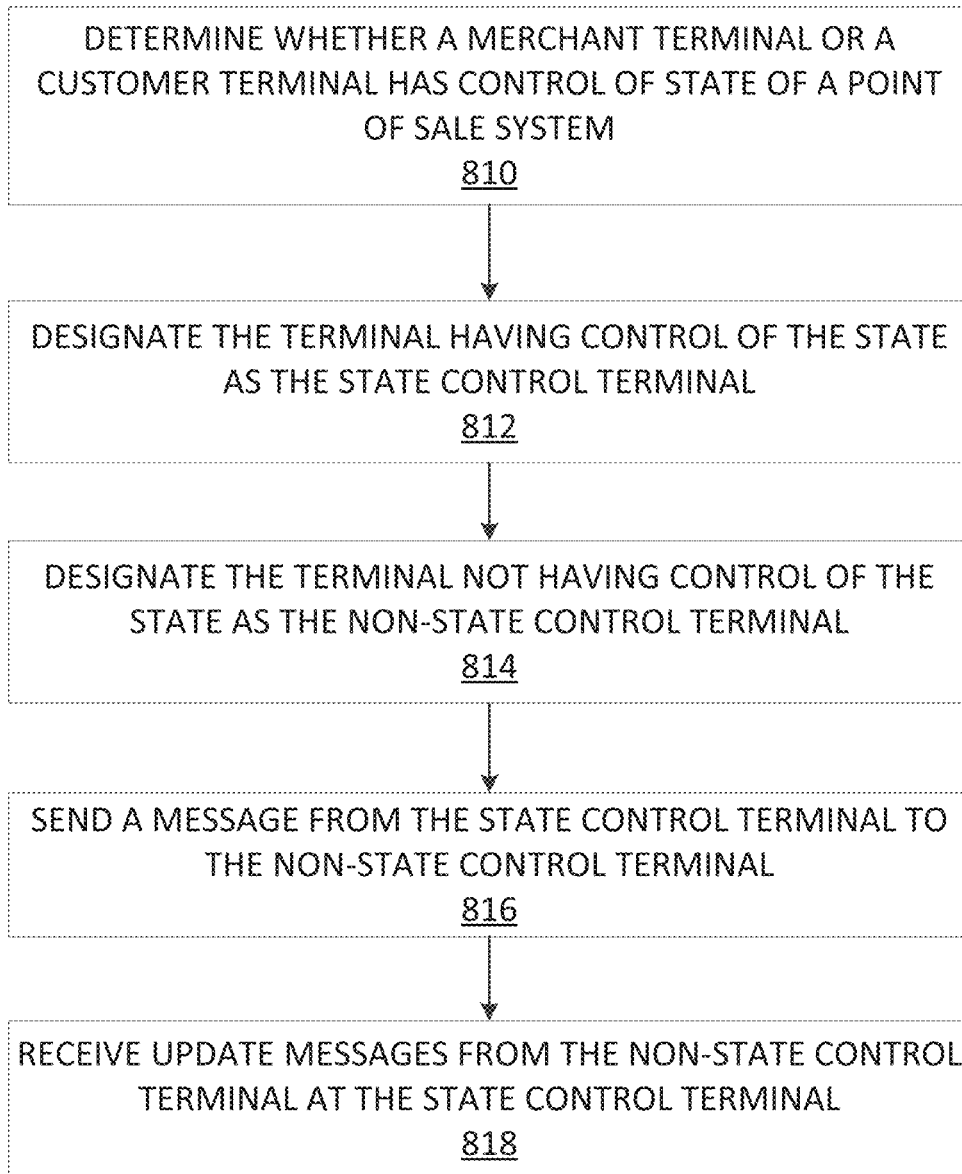 DETERMINE WHETHER A MERCHANT TERMINAL OR A
CUSTOMER TERMINAL HAS CONTROL OF STATE OF A POINT
OF SALE SYSTEM
810
DESIGNATE THE TERMINAL HAVING CONTROL OF THE STATE
AS THE STATE CONTROL TERMINAL
812
DESIGNATE THE TERMINAL NOT HAVING CONTROL OF THE
STATE AS THE NON-STATE CONTROL TERMINAL
814
SEND A MESSAGE FROM THE STATE CONTROL TERMINAL TO
THE NON-STATE CONTROL TERMINAL
816
RECEIVE UPDATE MESSAGES FROM THE NON-STATE CONTROL
TERMINAL AT THE STATE CONTROL TERMINAL
818